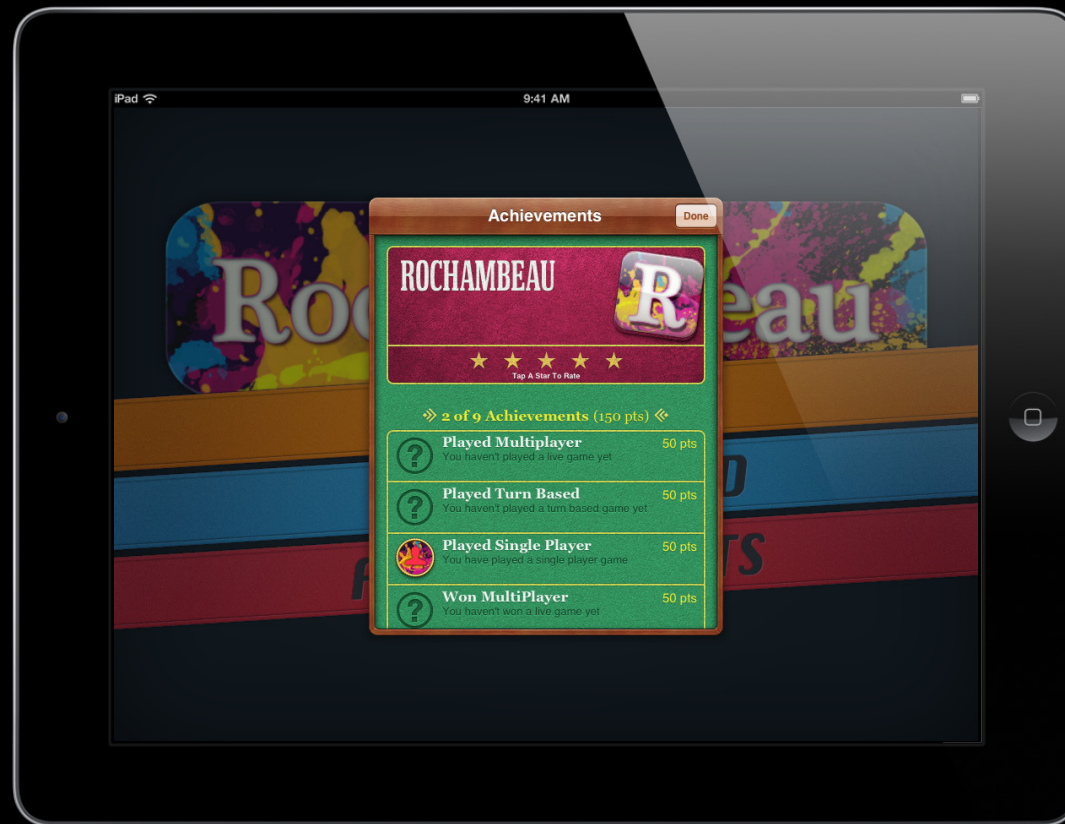 iPad
9:41 AM
Achievements
Done
ROCHAMBEAU
R
Tap A Star To Rate
2 of 9 Achievements (150 pts)
Played Multiplayer
50 pts
You haven't played a live game yet
Played Turn Based
50 pts
You haven't played a turn based game yet
Played Single Player
50 pts
You have played a single player game
Won MultiPlayer
50 pts
You haven't won a live game yet